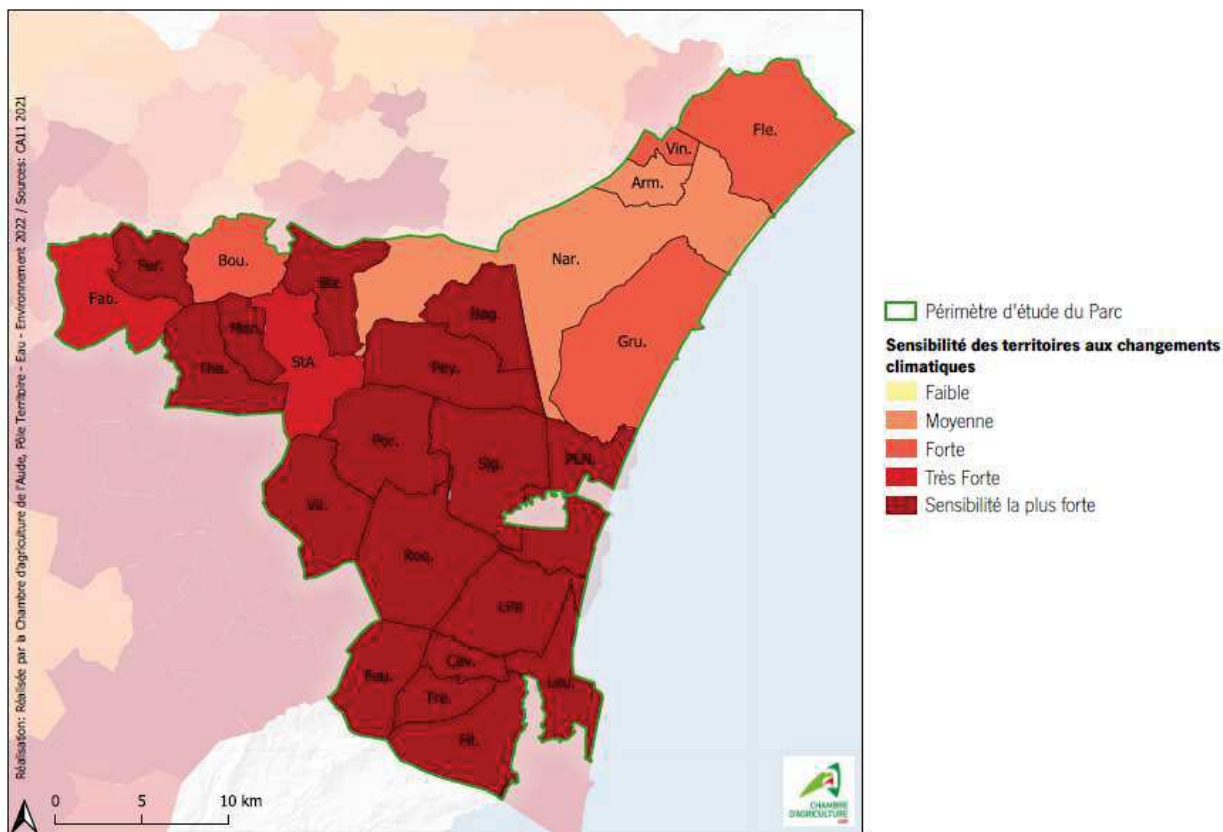 Réalisation: Réalisée par la Chambre d'agriculture de l'Aude, Pôle Territoire - Eau - Environnement 2022 / Sources: CA11 2021
Fle.
Vin.
Arm.
Nar.
Bou.
Fab.
Gru.
StA.
The.
Pey.
Por.
Sig.
PLN.
Vil.
Roq.
Cav.
Tre.
Leu.
Fit.
0 5 10 km
CHAMBRE
D'AGRICULTURE
Périmètre d'étude du Parc
Sensibilité des territoires aux changements
climatiques
Faible
Moyenne
Forte
Très Forte
Sensibilité la plus forte